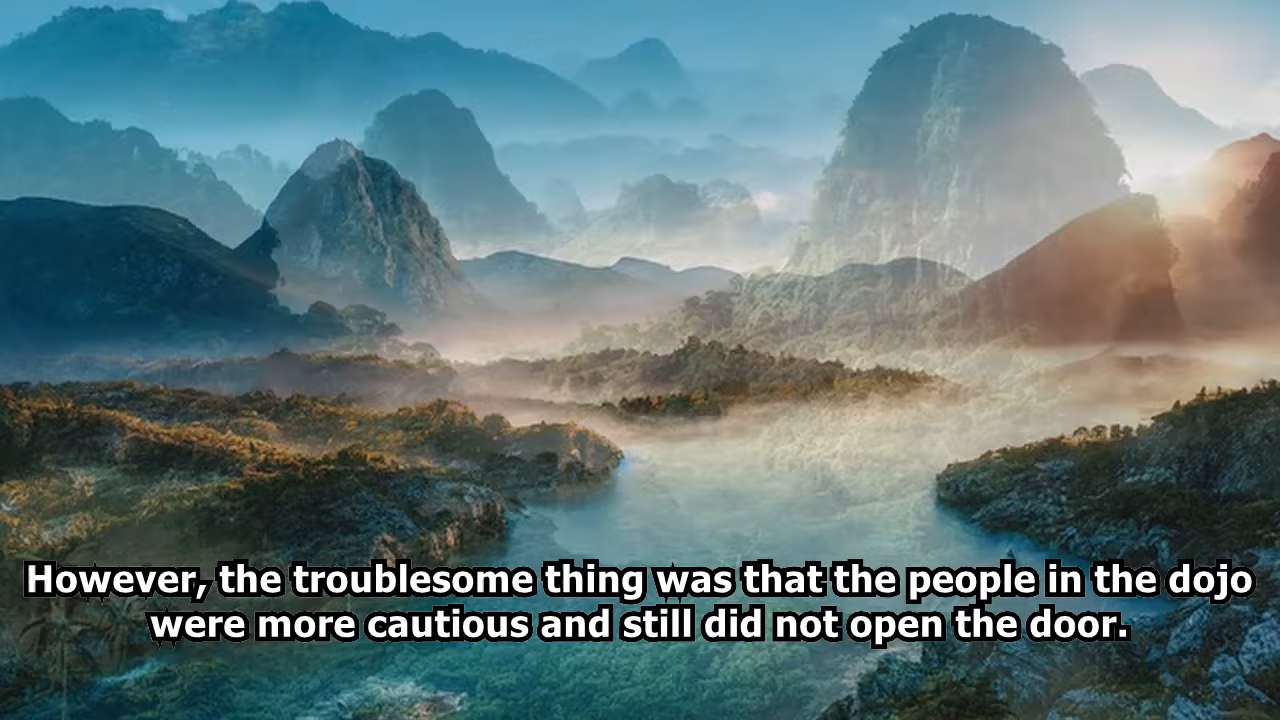 However, the troublesome thing was that the people in the dojo
were more cautious and still did not open the door.